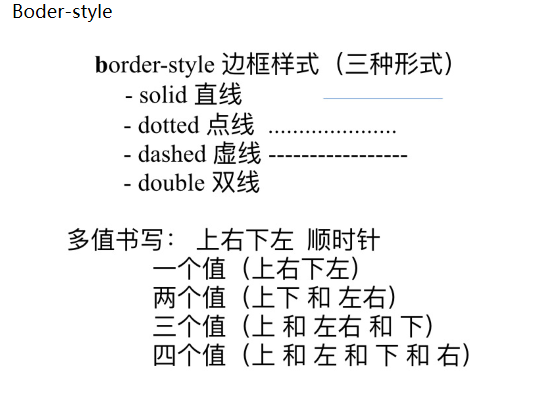 Boder-style
border-style 边框样式（三种形式）
- solid 直线
- dotted 点线 .....................
- dashed 虚线 ------------------
- double 双线
多值书写： 上右下左 顺时针
一个值（上右下左）
两个值（上下 和 左右）
三个值（上 和 左右 和 下）
四个值（上 和 左 和 下 和 右）